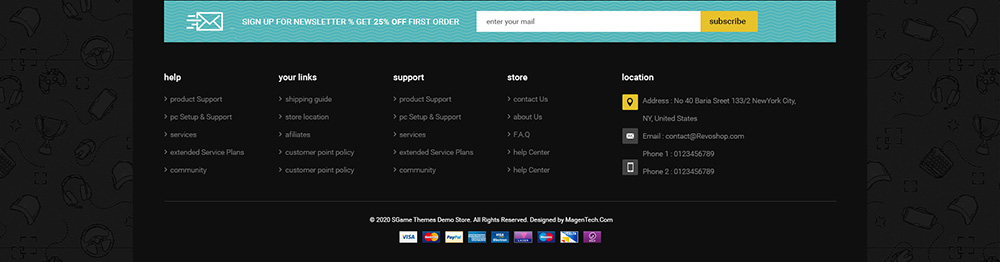 SIGN UP FOR NEWSLETTER % GET 25% OFF FIRST ORDER
enter your mail
subscribe
help
product Support
pc Setup & Support
services
extended Service Plans
community
your links
shipping guide
store location
afiliates
customer point policy
customer point policy
support
product Support
pc Setup & Support
services
extended Service Plans
community
store
contact Us
about Us
F.A.Q
help Center
help Center
location
Address : No 40 Baria Sreet 133/2 NewYork City,
NY, United States
Email : contact@Revoshop.com
Phone 1 : 0123456789
Phone 2 : 0123456789
© 2020 SGame Themes Demo Store. All Rights Reserved. Designed by MagenTech.Com
VISA
PayPal